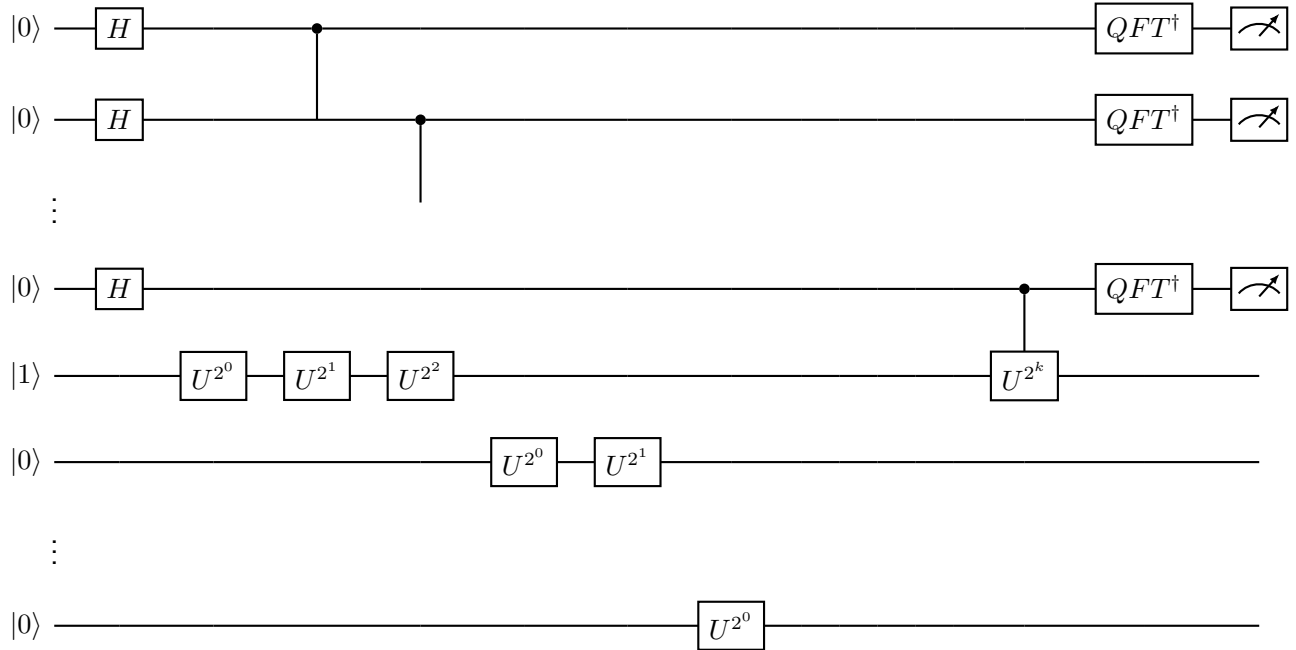 |0⟩ H QFT†
|0⟩ H QFT†
⋮
|0⟩ H QFT†
|1⟩ U^{2^0} U^{2^1} U^{2^2} U^{2^k}
|0⟩ U^{2^0} U^{2^1}
⋮
|0⟩ U^{2^0}